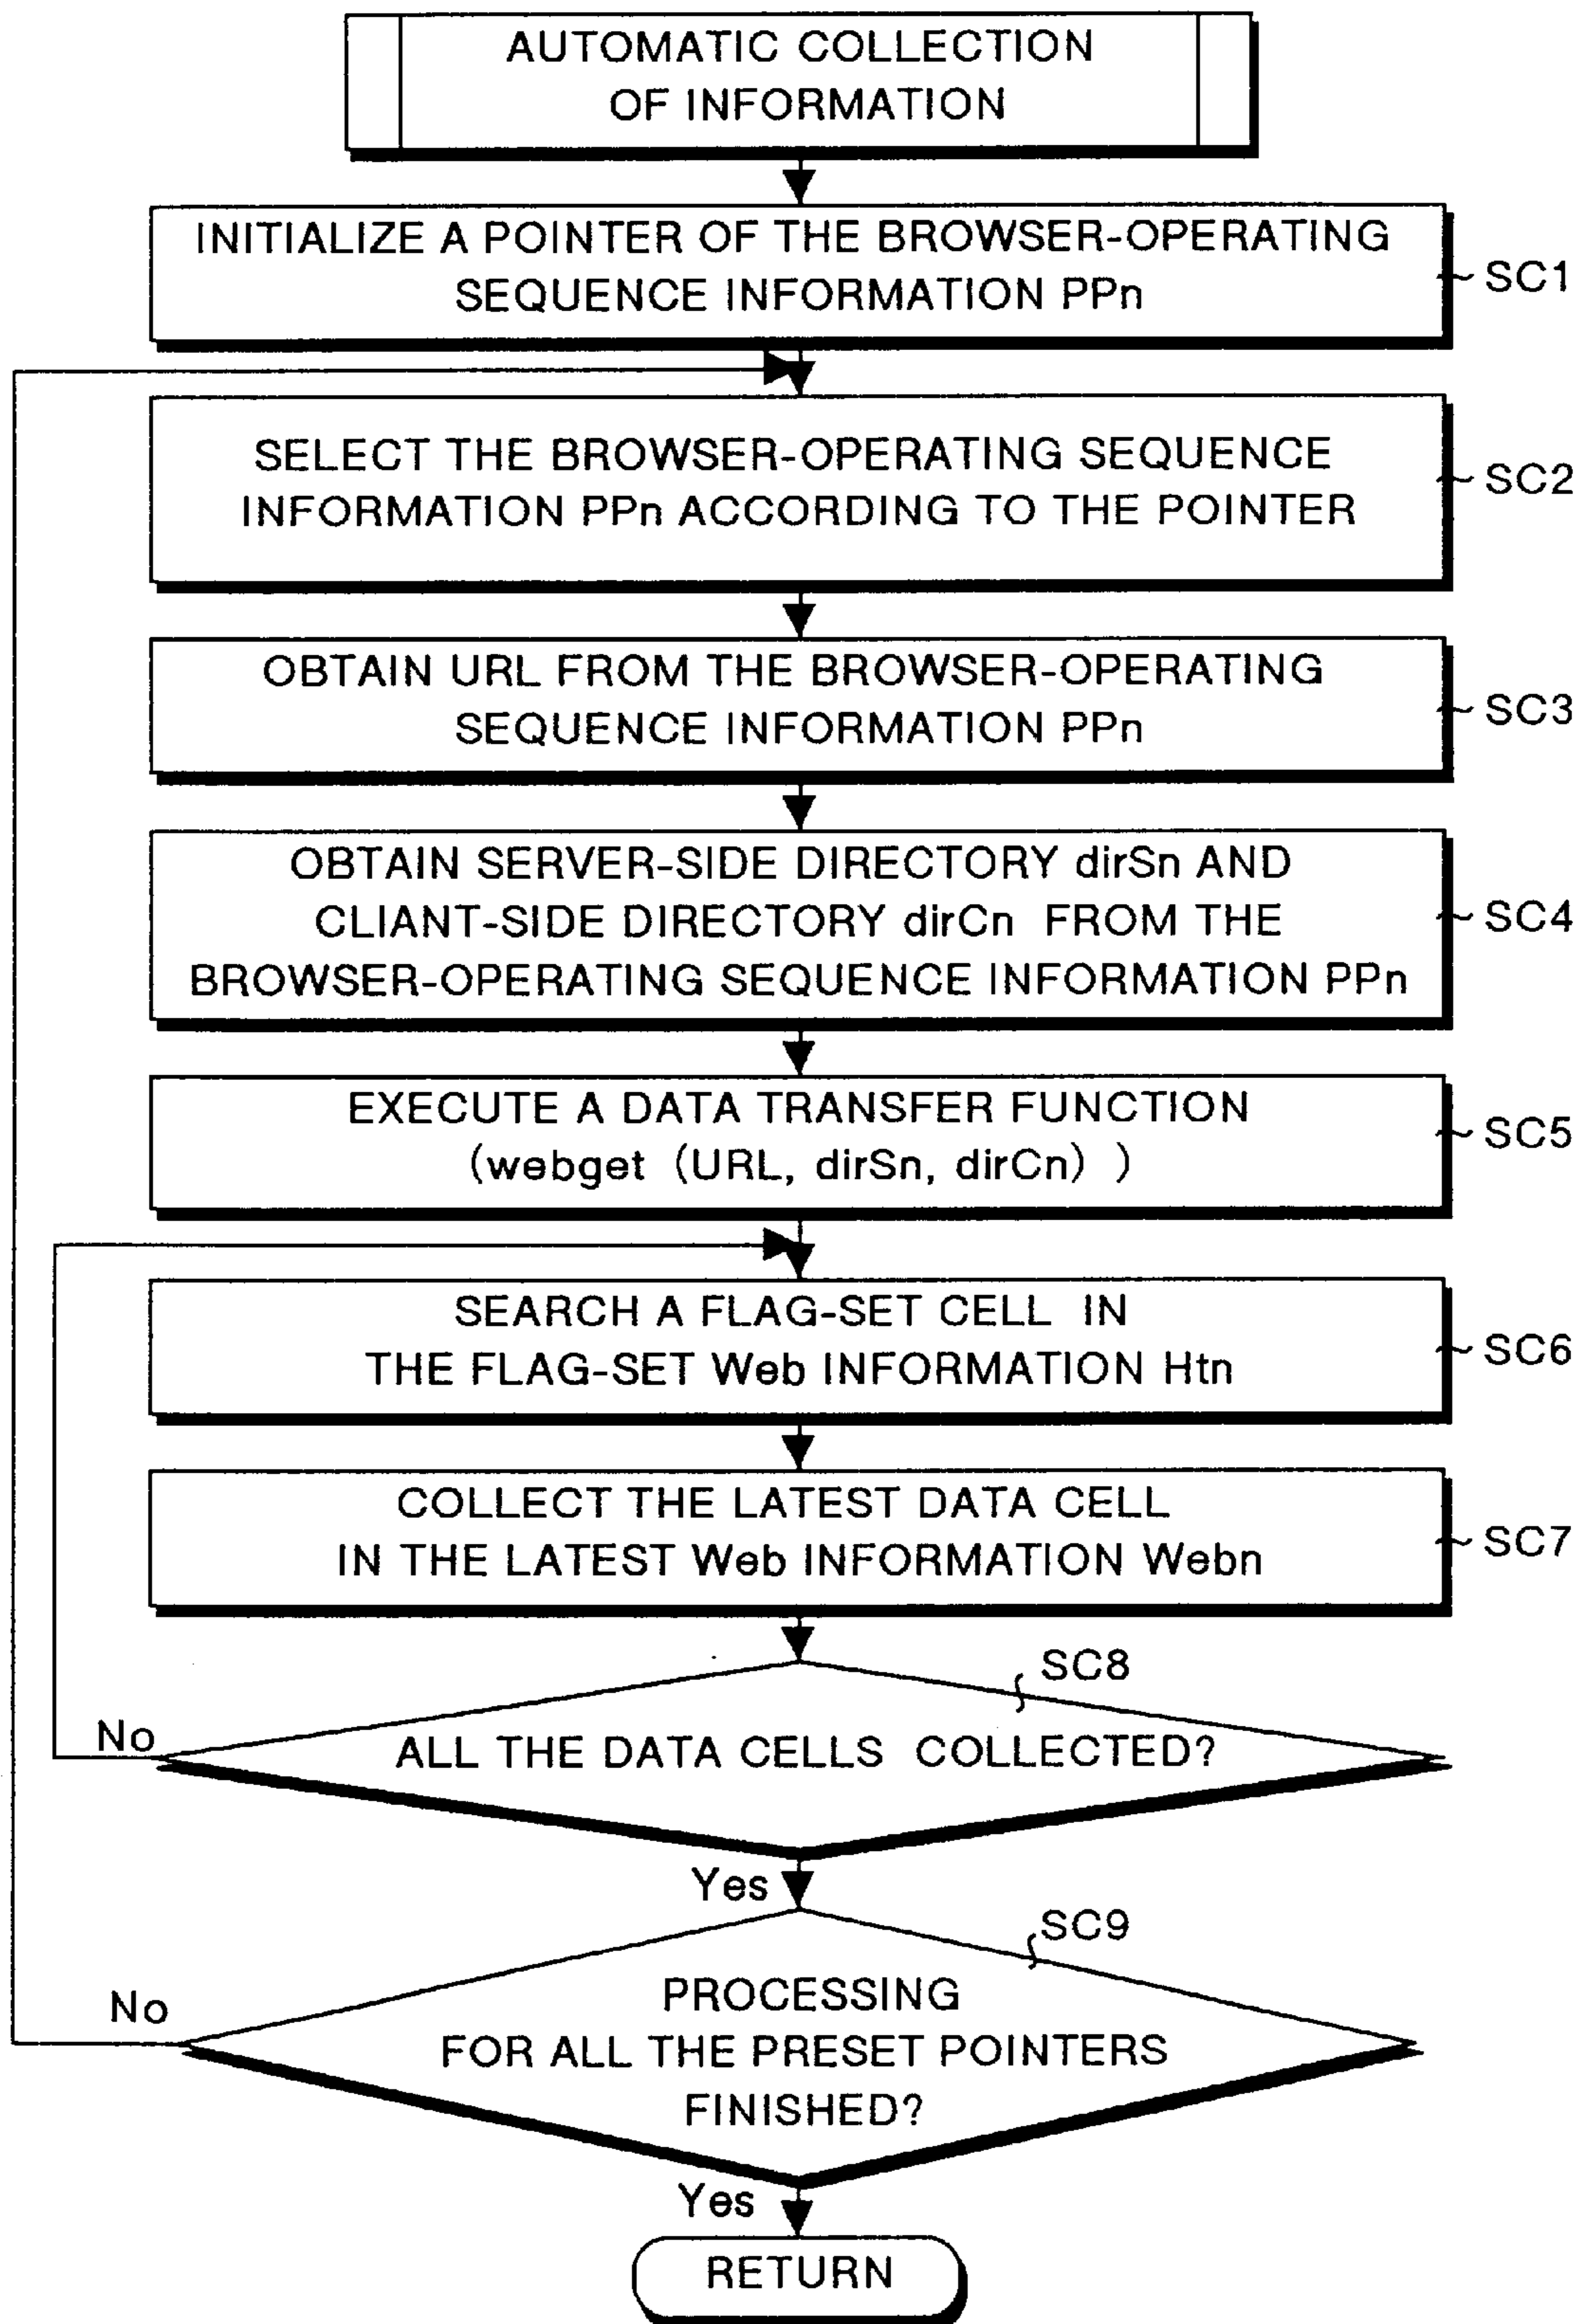 AUTOMATIC COLLECTION
OF INFORMATION
INITIALIZE A POINTER OF THE BROWSER-OPERATING
SEQUENCE INFORMATION PPn
SC1
SELECT THE BROWSER-OPERATING SEQUENCE
INFORMATION PPn ACCORDING TO THE POINTER
SC2
OBTAIN URL FROM THE BROWSER-OPERATING
SEQUENCE INFORMATION PPn
SC3
OBTAIN SERVER-SIDE DIRECTORY dirSn AND
CLIANT-SIDE DIRECTORY dirCn FROM THE
BROWSER-OPERATING SEQUENCE INFORMATION PPn
SC4
EXECUTE A DATA TRANSFER FUNCTION
(webget (URL, dirSn, dirCn) )
SC5
SEARCH A FLAG-SET CELL IN
THE FLAG-SET Web INFORMATION Htn
SC6
COLLECT THE LATEST DATA CELL
IN THE LATEST Web INFORMATION Webn
SC7
SC8
No
ALL THE DATA CELLS COLLECTED?
Yes
SC9
No
PROCESSING
FOR ALL THE PRESET POINTERS
FINISHED?
Yes
RETURN